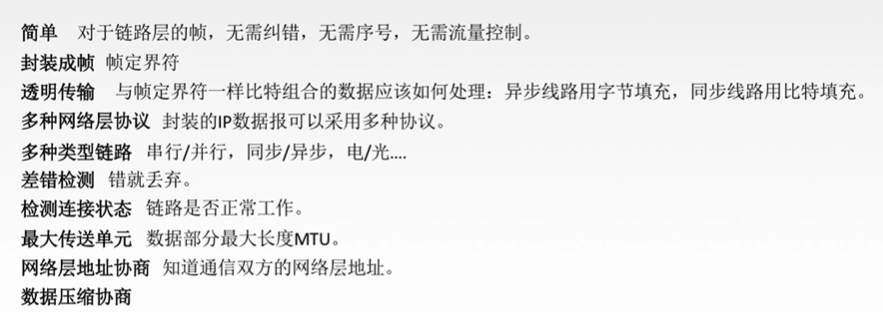 简单 对于链路层的帧，无需纠错，无需序号，无需流量控制。
封装成帧 帧定界符
透明传输 与帧定界符一样比特组合的数据应该如何处理：异步线路用字节填充，同步线路用比特填充。
多种网络层协议 封装的IP数据报可以采用多种协议。
多种类型链路 串行/并行，同步/异步，电/光....
差错检测 错就丢弃。
检测连接状态 链路是否正常工作。
最大传送单元 数据部分最大长度MTU。
网络层地址协商 知道通信双方的网络层地址。
数据压缩协商